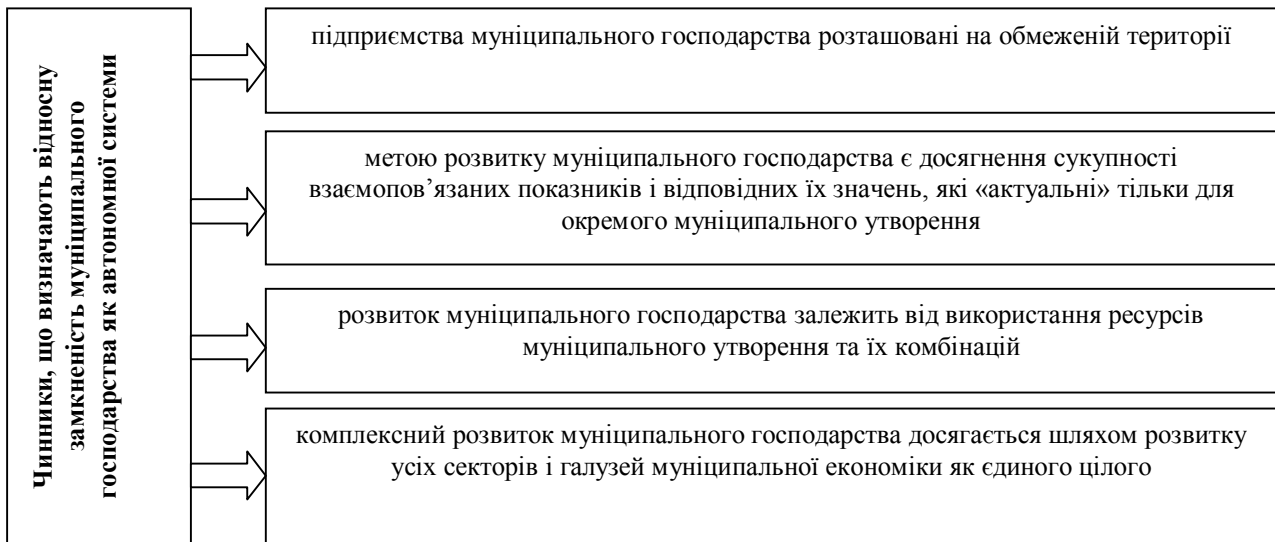 Чинники, що визначають відносну
замкненість муніципального
господарства як автономної системи
підприємства муніципального господарства розташовані на обмеженій території
метою розвитку муніципального господарства є досягнення сукупності
взаємопов’язаних показників і відповідних їх значень, які «актуальні» тільки для
окремого муніципального утворення
розвиток муніципального господарства залежить від використання ресурсів
муніципального утворення та їх комбінацій
комплексний розвиток муніципального господарства досягається шляхом розвитку
усіх секторів і галузей муніципальної економіки як єдиного цілого